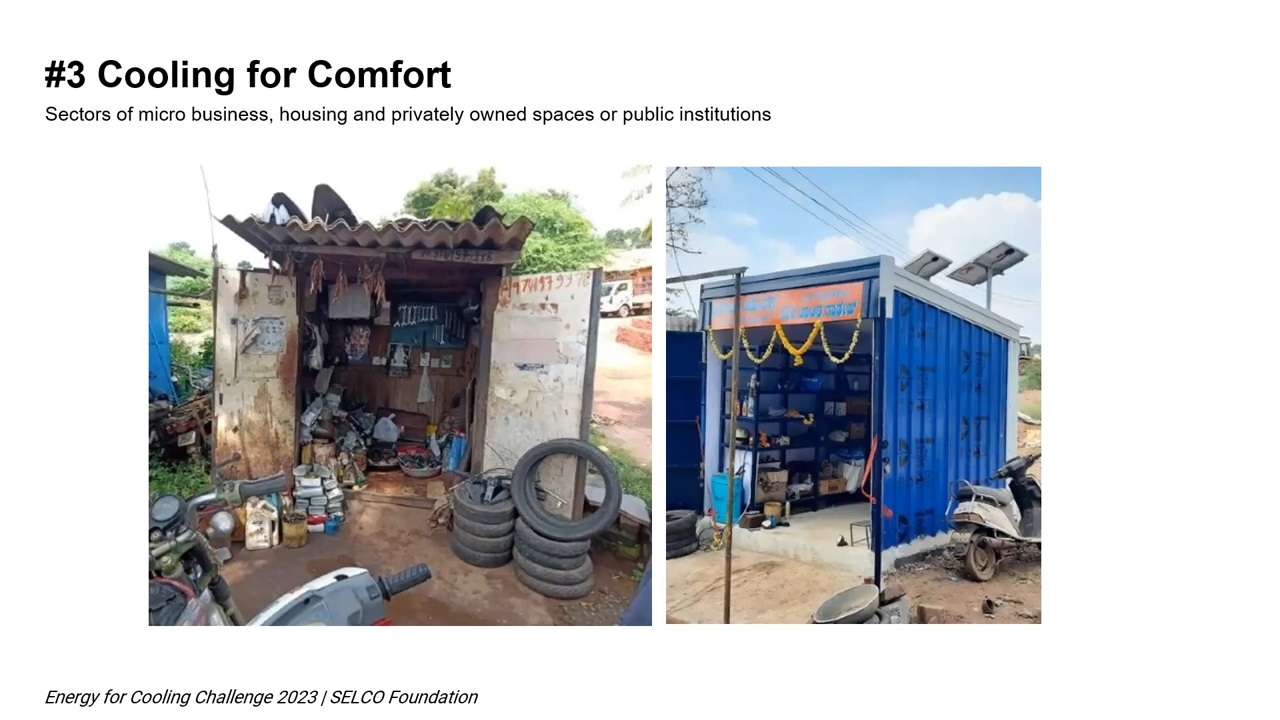 #3 Cooling for Comfort
Sectors of micro business, housing and privately owned spaces or public institutions
Energy for Cooling Challenge 2023 | SELCO Foundation